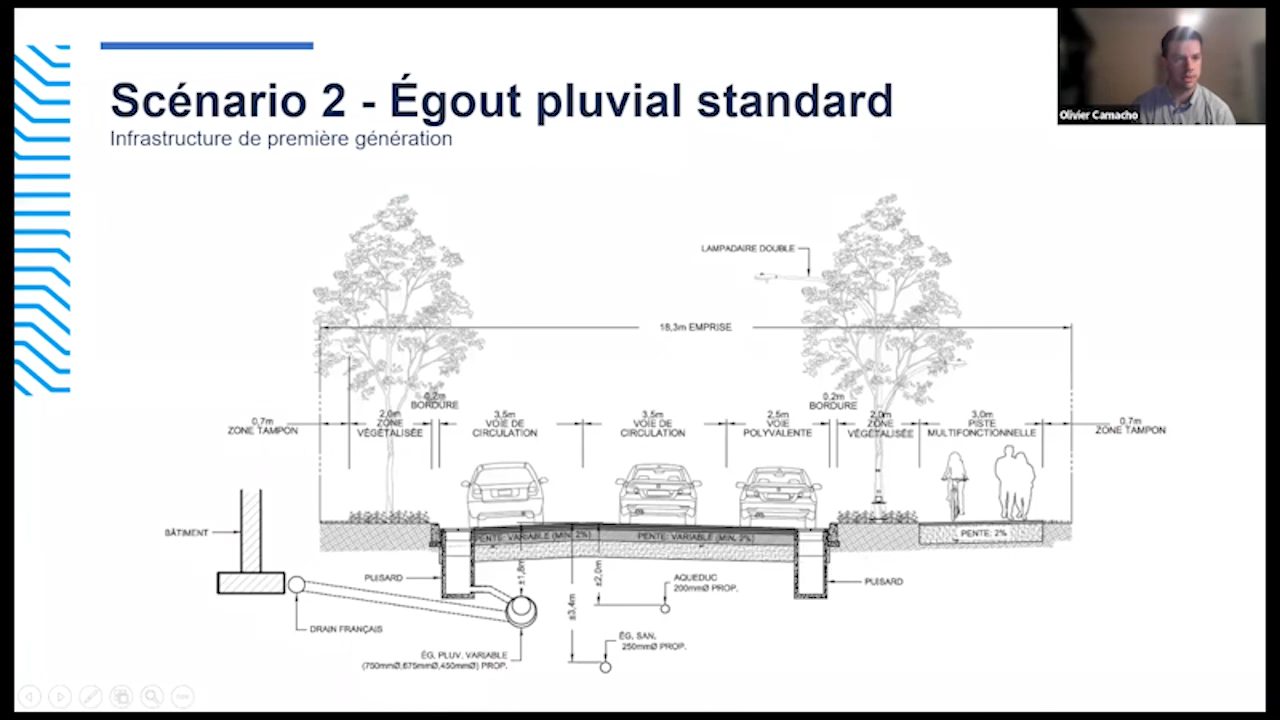 Scénario 2 - Égout pluvial standard
Infrastructure de première génération
Olivier Camacho
LAMPADAIRE DOUBLE
18,3m EMPRISE
0,7m
ZONE TAMPON
2,0m
ZONE
VÉGÉTALISÉE
0,2m
BORDURE
3,5m
VOIE DE
CIRCULATION
3,5m
VOIE DE
CIRCULATION
2,5m
VOIE
POLYVALENTE
0,2m
BORDURE
2,0m
ZONE
VÉGÉTALISÉE
3,0m
PISTE
MULTIFONCTIONNELLE
0,7m
ZONE TAMPON
BÂTIMENT
PENTE: VARIABLE (MIN. 2%)
PENTE: VARIABLE (MIN. 2%)
PENTE: 2%
PUISARD
±1,8m
±2,0m
±3,4m
AQUEDUC
200mmØ PROP.
PUISARD
DRAIN FRANÇAIS
ÉG. SAN.
250mmØ PROP.
ÉG. PLUV. VARIABLE
(750mmØ,675mmØ,450mmØ) PROP.